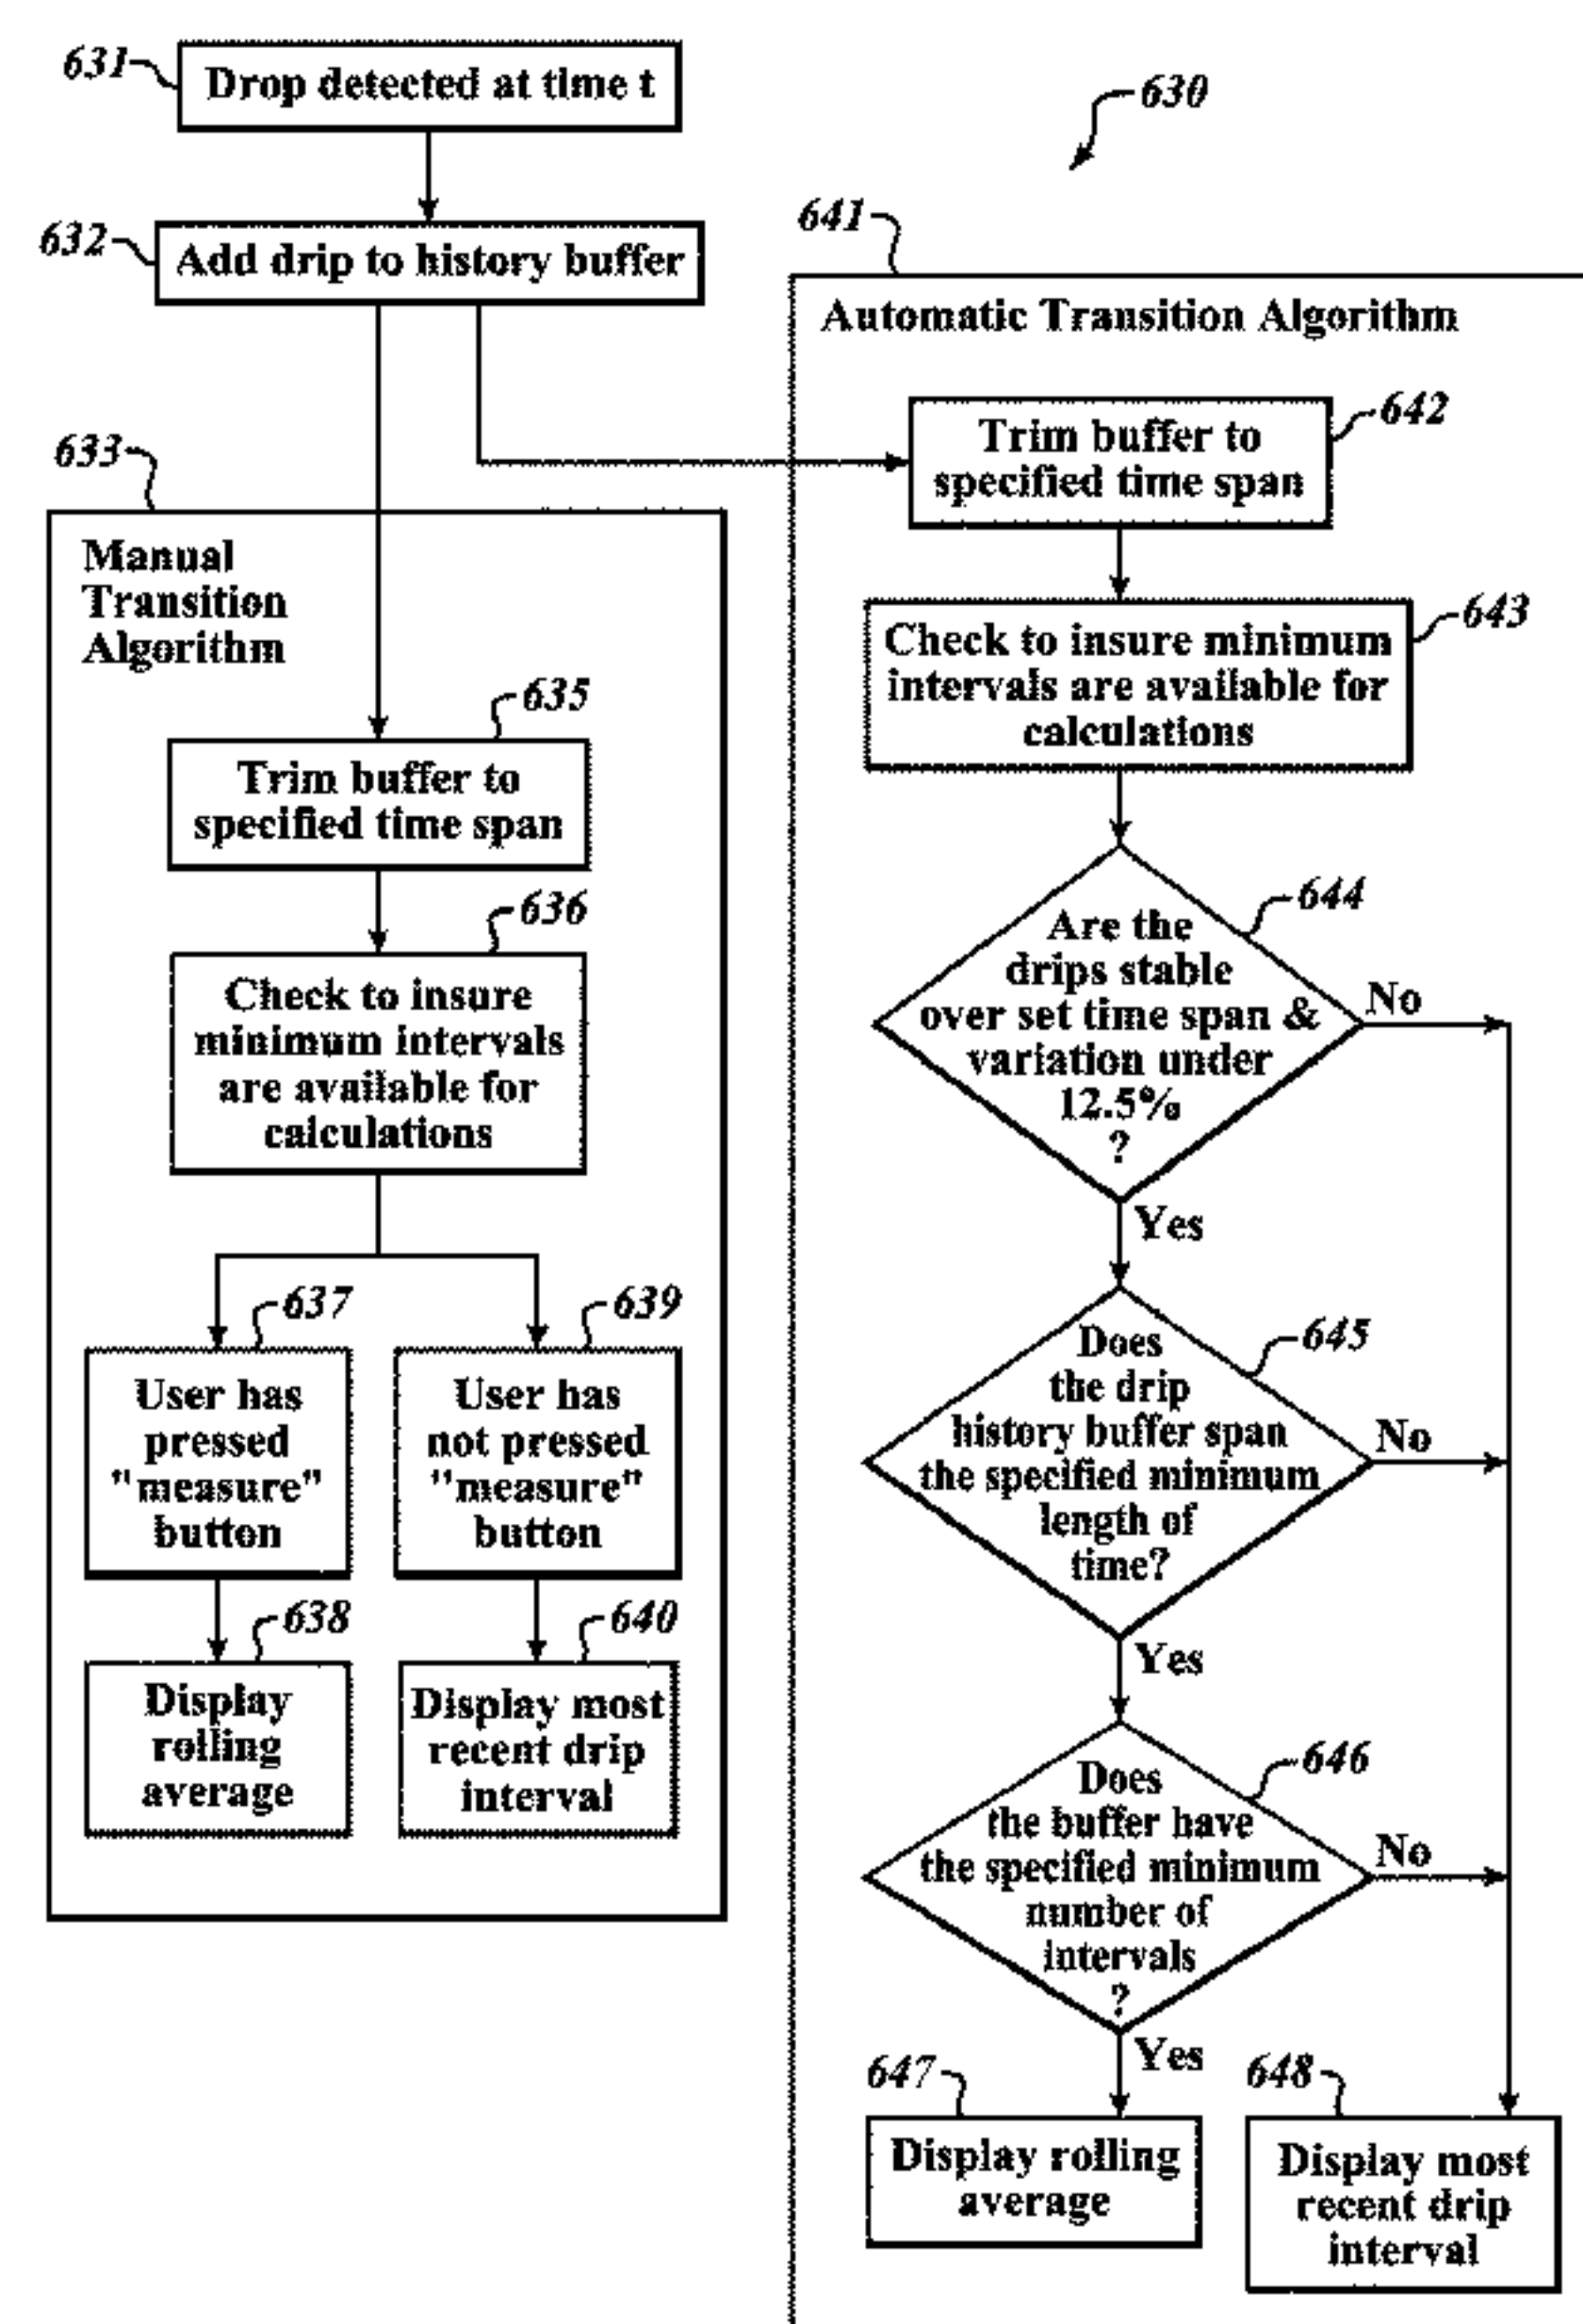 631
Drop detected at time t
630
632
Add drip to history buffer
633
Manual
Transition
Algorithm
635
Trim buffer to
specified time span
636
Check to insure
minimum intervals
are available for
calculations
637
User has
pressed
"measure"
button
638
Display
rolling
average
639
User has
not pressed
"measure"
button
640
Display most
recent drip
interval
641
Automatic Transition Algorithm
642
Trim buffer to
specified time span
643
Check to insure minimum
intervals are available for
calculations
644
Are the
drips stable
over set time span &
variation under
12.5%
?
No
Yes
645
Does
the drip
history buffer span
the specified minimum
length of
time?
No
Yes
646
Does
the buffer have
the specified minimum
number of
intervals
?
No
Yes
647
Display rolling
average
648
Display most
recent drip
interval